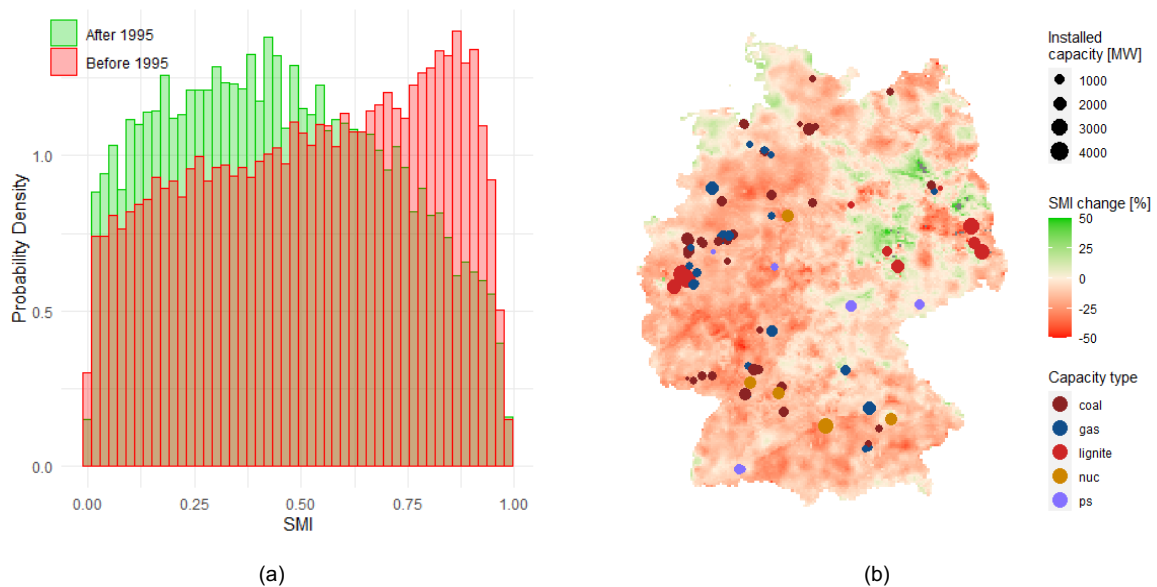 After 1995
Before 1995
Probability Density
1.0
0.5
0.0
0.00 0.25 0.50 0.75 1.00
SMI
(a)
Installed
capacity [MW]
1000
2000
3000
4000
SMI change [%]
50
25
0
-25
-50
Capacity type
coal
gas
lignite
nuc
ps
(b)